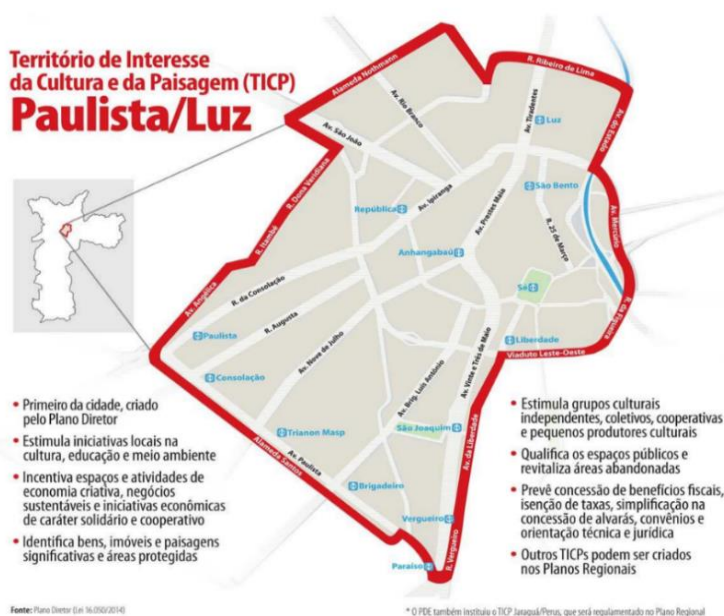 Território de Interesse
da Cultura e da Paisagem (TICP)
Paulista/Luz
Alameda Nothmann
R. Ribeiro de Lima
Av. Rio Branco
Av. Tiradentes
Luz
Av. do Estado
Av. São João
R. Dona Veridiana
São Bento
República
Av. Ipiranga
Av. Prestes Maia
R. 25 de Março
Av. Mercúrio
R. Itambé
Anhangabaú
Sé
R. da Figueira
Av. Angélica
R. da Consolação
R. Augusta
Av. Nove de Julho
Paulista
Liberdade
Viaduto Leste-Oeste
Consolação
Av. Brig. Luís Antônio
Av. Vinte e Três de Maio
Trianon Masp
São Joaquim
Av. da Liberdade
Alameda Santos
Av. Paulista
Brigadeiro
Vergueiro
R. Vergueiro
Paraíso
• Primeiro da cidade, criado
pelo Plano Diretor
• Estimula iniciativas locais na
cultura, educação e meio ambiente
• Incentiva espaços e atividades de
economia criativa, negócios
sustentáveis e iniciativas econômicas
de caráter solidário e cooperativo
• Identifica bens, imóveis e paisagens
significativas e áreas protegidas
• Estimula grupos culturais
independentes, coletivos, cooperativas
e pequenos produtores culturais
• Qualifica os espaços públicos e
revitaliza áreas abandonadas
• Prevê concessão de benefícios fiscais,
isenção de taxas, simplificação na
concessão de alvarás, convênios e
orientação técnica e jurídica
• Outros TICPs podem ser criados
nos Planos Regionais
Fonte: Plano Diretor (Lei 16.050/2014)
* O PDE também instituiu o TICP Jaraguá/Perus, que será regulamentado no Plano Regional